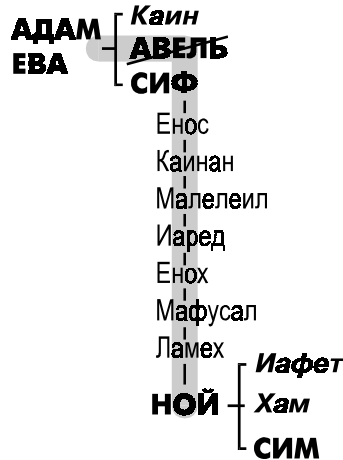 АДАМ
ЕВА
Каин
АВЕЛЬ
СИФ
Енос
Каинан
Малелеил
Иаред
Енох
Мафусал
Ламех
НОЙ
Иафет
Хам
СИМ